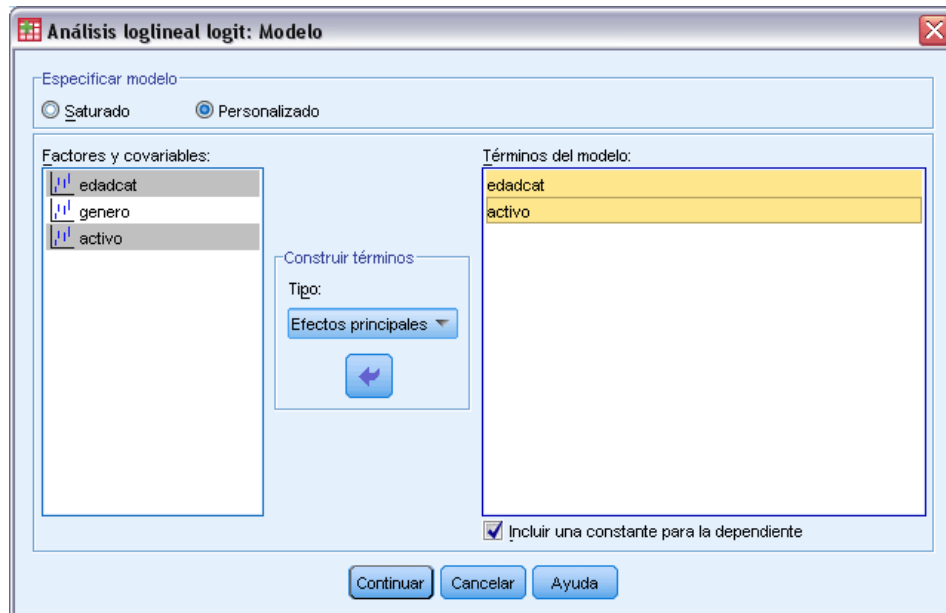 Análisis loglineal logit: Modelo
Especificar modelo
Saturado
Personalizado
Factores y covariables:
edadcat
genero
activo
Construir términos
Tipo:
Efectos principales
Términos del modelo:
edadcat
activo
Incluir una constante para la dependiente
Continuar
Cancelar
Ayuda